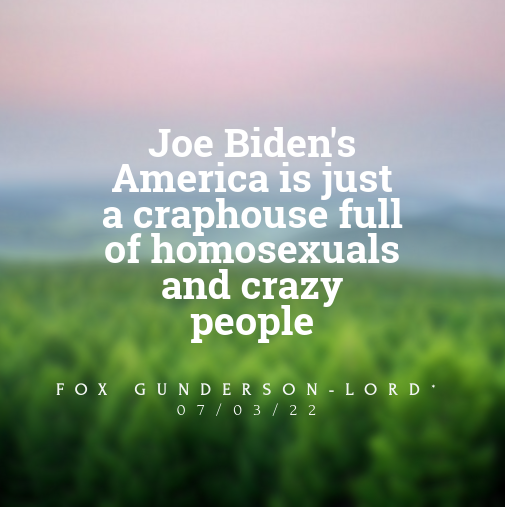 Joe Biden's
America is just
a craphouse full
of homosexuals
and crazy
people
FOX GUNDERSON-LORD*
07/03/22